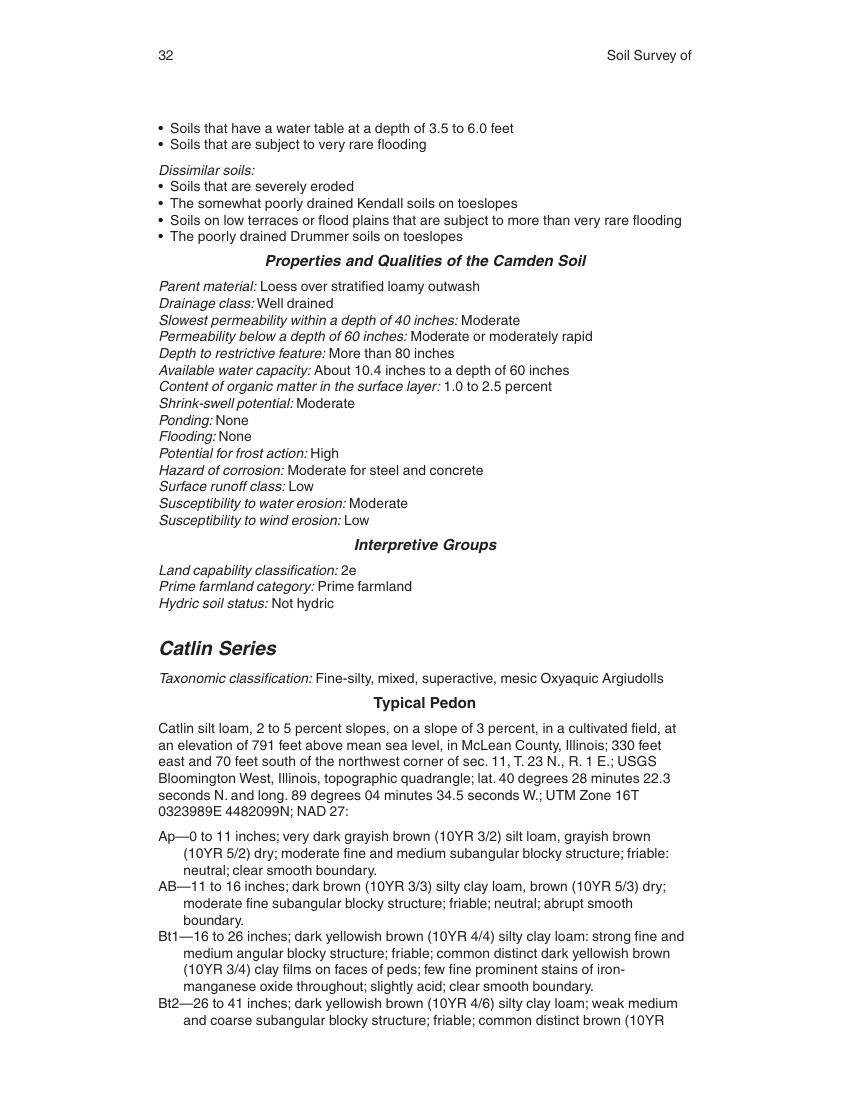 32
Soil Survey of
• Soils that have a water table at a depth of 3.5 to 6.0 feet
• Soils that are subject to very rare flooding
Dissimilar soils:
• Soils that are severely eroded
• The somewhat poorly drained Kendall soils on toeslopes
• Soils on low terraces or flood plains that are subject to more than very rare flooding
• The poorly drained Drummer soils on toeslopes
Properties and Qualities of the Camden Soil
Parent material: Loess over stratified loamy outwash
Drainage class: Well drained
Slowest permeability within a depth of 40 inches: Moderate
Permeability below a depth of 60 inches: Moderate or moderately rapid
Depth to restrictive feature: More than 80 inches
Available water capacity: About 10.4 inches to a depth of 60 inches
Content of organic matter in the surface layer: 1.0 to 2.5 percent
Shrink-swell potential: Moderate
Ponding: None
Flooding: None
Potential for frost action: High
Hazard of corrosion: Moderate for steel and concrete
Surface runoff class: Low
Susceptibility to water erosion: Moderate
Susceptibility to wind erosion: Low
Interpretive Groups
Land capability classification: 2e
Prime farmland category: Prime farmland
Hydric soil status: Not hydric
Catlin Series
Taxonomic classification: Fine-silty, mixed, superactive, mesic Oxyaquic Argiudolls
Typical Pedon
Catlin silt loam, 2 to 5 percent slopes, on a slope of 3 percent, in a cultivated field, at
an elevation of 791 feet above mean sea level, in McLean County, Illinois; 330 feet
east and 70 feet south of the northwest corner of sec. 11, T. 23 N., R. 1 E.; USGS
Bloomington West, Illinois, topographic quadrangle; lat. 40 degrees 28 minutes 22.3
seconds N. and long. 89 degrees 04 minutes 34.5 seconds W.; UTM Zone 16T
0323989E 4482099N; NAD 27:
Ap—0 to 11 inches; very dark grayish brown (10YR 3/2) silt loam, grayish brown
(10YR 5/2) dry; moderate fine and medium subangular blocky structure; friable:
neutral; clear smooth boundary.
AB—11 to 16 inches; dark brown (10YR 3/3) silty clay loam, brown (10YR 5/3) dry;
moderate fine subangular blocky structure; friable; neutral; abrupt smooth
boundary.
Bt1—16 to 26 inches; dark yellowish brown (10YR 4/4) silty clay loam: strong fine and
medium angular blocky structure; friable; common distinct dark yellowish brown
(10YR 3/4) clay films on faces of peds; few fine prominent stains of iron-
manganese oxide throughout; slightly acid; clear smooth boundary.
Bt2—26 to 41 inches; dark yellowish brown (10YR 4/6) silty clay loam; weak medium
and coarse subangular blocky structure; friable; common distinct brown (10YR